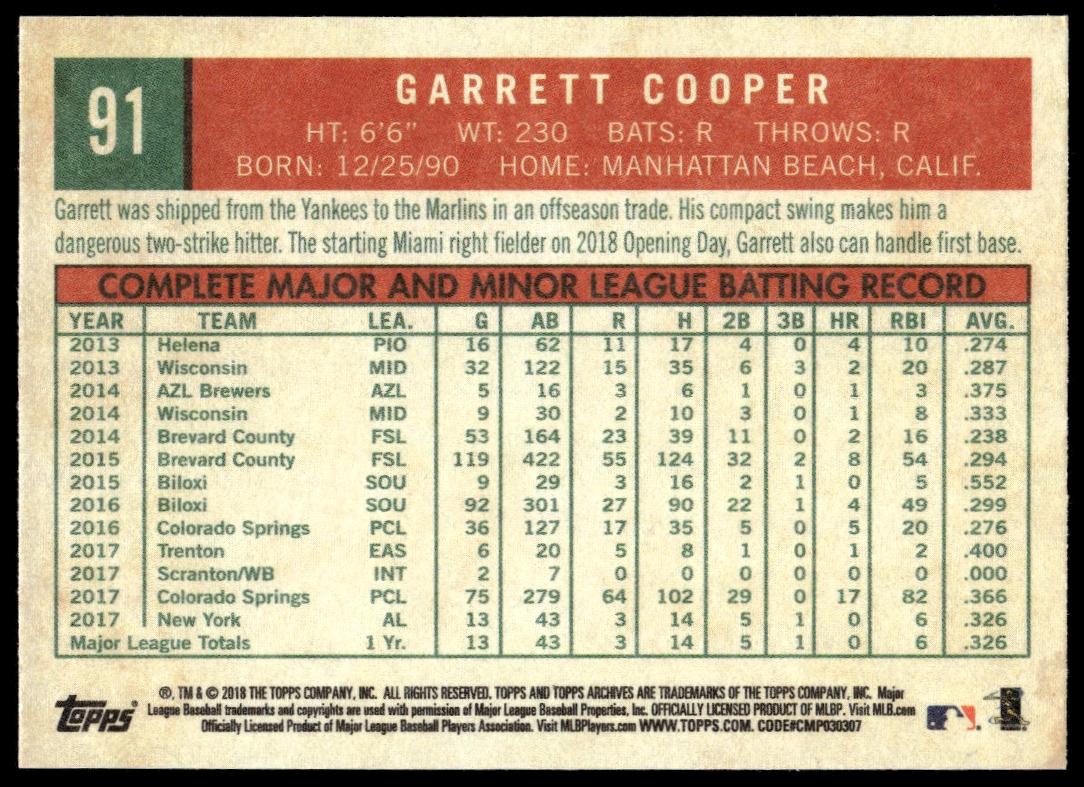 91
GARRETT COOPER
HT: 6'6" WT: 230 BATS: R THROWS: R
BORN: 12/25/90 HOME: MANHATTAN BEACH, CALIF.
Garrett was shipped from the Yankees to the Marlins in an offseason trade. His compact swing makes him a
dangerous two-strike hitter. The starting Miami right fielder on 2018 Opening Day, Garrett also can handle first base.
COMPLETE MAJOR AND MINOR LEAGUE BATTING RECORD
YEAR TEAM LEA. G AB R H 2B 3B HR RBI AVG.
2013 Helena PIO 16 62 11 17 4 0 4 10 .274
2013 Wisconsin MID 32 122 15 35 6 3 2 20 .287
2014 AZL Brewers AZL 5 16 3 6 1 0 1 3 .375
2014 Wisconsin MID 9 30 2 10 3 0 1 8 .333
2014 Brevard County FSL 53 164 23 39 11 0 2 16 .238
2015 Brevard County FSL 119 422 55 124 32 2 8 54 .294
2015 Biloxi SOU 9 29 3 16 2 1 0 5 .552
2016 Biloxi SOU 92 301 27 90 22 1 4 49 .299
2016 Colorado Springs PCL 36 127 17 35 5 0 5 20 .276
2017 Trenton EAS 6 20 5 8 1 0 1 2 .400
2017 Scranton/WB INT 2 7 0 0 0 0 0 0 .000
2017 Colorado Springs PCL 75 279 64 102 29 0 17 82 .366
2017 New York AL 13 43 3 14 5 1 0 6 .326
Major League Totals 1 Yr. 13 43 3 14 5 1 0 6 .326
topps
®, TM & © 2018 THE TOPPS COMPANY, INC. ALL RIGHTS RESERVED. TOPPS AND TOPPS ARCHIVES ARE TRADEMARKS OF THE TOPPS COMPANY, INC. Major
League Baseball trademarks and copyrights are used with permission of Major League Baseball Properties, Inc. OFFICIALLY LICENSED PRODUCT OF MLBP. Visit MLB.com
Officially Licensed Product of Major League Baseball Players Association. Visit MLBPlayers.com WWW.TOPPS.COM. CODE#CMP030307